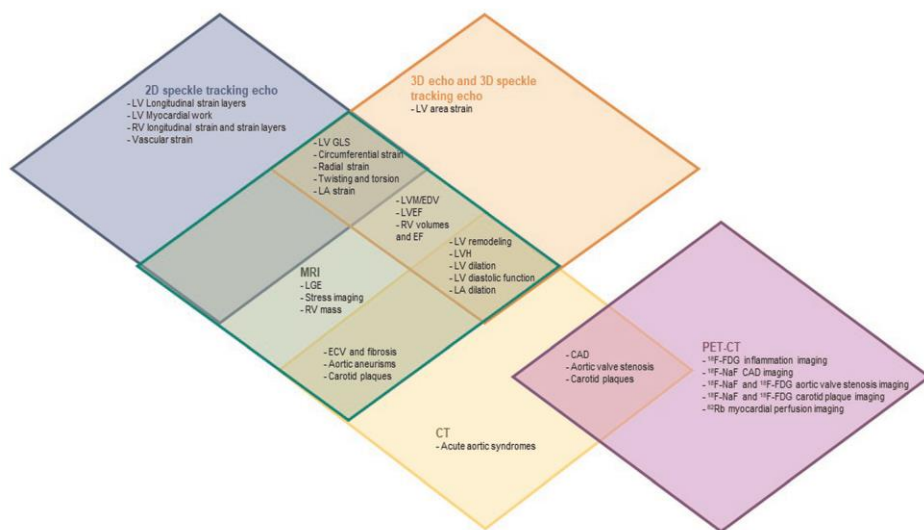 2D speckle tracking echo
- LV Longitudinal strain layers
- LV Myocardial work
- RV longitudinal strain and strain layers
- Vascular strain
3D echo and 3D speckle
tracking echo
- LV area strain
- LV GLS
- Circumferential strain
- Radial strain
- Twisting and torsion
- LA strain
- LVM/EDV
- LVEF
- RV volumes
and EF
- LV remodeling
- LVH
- LV dilation
- LV diastolic function
- LA dilation
MRI
- LGE
- Stress imaging
- RV mass
- ECV and fibrosis
- Aortic aneurisms
- Carotid plaques
CT
- Acute aortic syndromes
- CAD
- Aortic valve stenosis
- Carotid plaques
PET-CT
- ¹⁸F-FDG inflammation imaging
- ¹⁸F-NaF CAD imaging
- ¹⁸F-NaF and ¹⁸F-FDG aortic valve stenosis imaging
- ¹⁸F-NaF and ¹⁸F-FDG carotid plaque imaging
- ⁸²Rb myocardial perfusion imaging